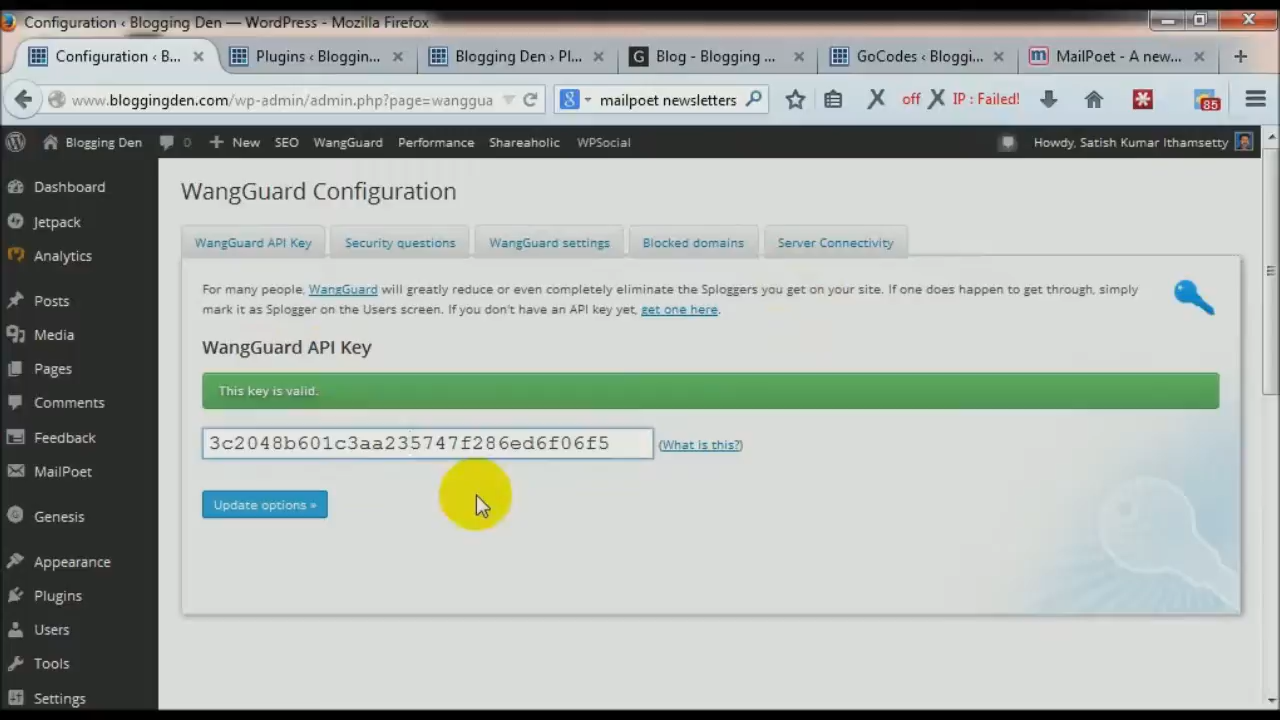 Configuration ‹ Blogging Den — WordPress - Mozilla Firefox
Configuration ‹ B...
Plugins ‹ Bloggin...
Blogging Den › Pl...
Blog - Blogging ...
GoCodes ‹ Bloggi...
MailPoet - A new...
www.bloggingden.com/wp-admin/admin.php?page=ganggua
mailpoet newsletters
off
IP : Failed!
85
Blogging Den
0
New
SEO
WangGuard
Performance
Shareaholic
WPSocial
Howdy, Satish Kumar Ithamsetty
Dashboard
Jetpack
Analytics
Posts
Media
Pages
Comments
Feedback
MailPoet
Genesis
Appearance
Plugins
Users
Tools
Settings
WangGuard Configuration
WangGuard API Key
Security questions
WangGuard settings
Blocked domains
Server Connectivity
For many people, WangGuard will greatly reduce or even completely eliminate the Sploggers you get on your site. If one does happen to get through, simply
mark it as Splogger on the Users screen. If you don't have an API key yet, get one here.
WangGuard API Key
This key is valid.
3c2048b601c3aa235747f286ed6f06f5
(What is this?)
Update options »